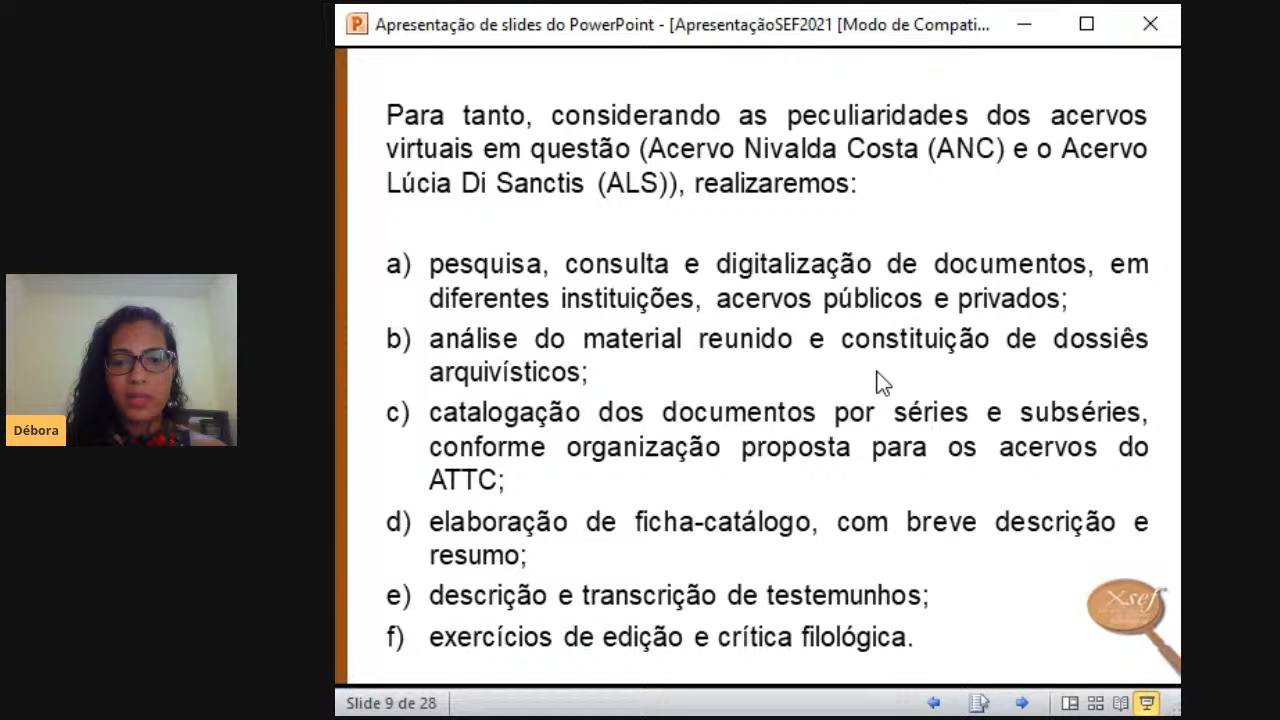 Apresentação de slides do PowerPoint - [ApresentaçãoSEF2021 [Modo de Compati...
Para tanto, considerando as peculiaridades dos acervos
virtuais em questão (Acervo Nivalda Costa (ANC) e o Acervo
Lúcia Di Sanctis (ALS)), realizaremos:
a) pesquisa, consulta e digitalização de documentos, em
diferentes instituições, acervos públicos e privados;
b) análise do material reunido e constituição de dossiês
arquivísticos;
c) catalogação dos documentos por séries e subséries,
conforme organização proposta para os acervos do
ATTC;
d) elaboração de ficha-catálogo, com breve descrição e
resumo;
e) descrição e transcrição de testemunhos;
f) exercícios de edição e crítica filológica.
Débora
Xsef
Slide 9 de 28